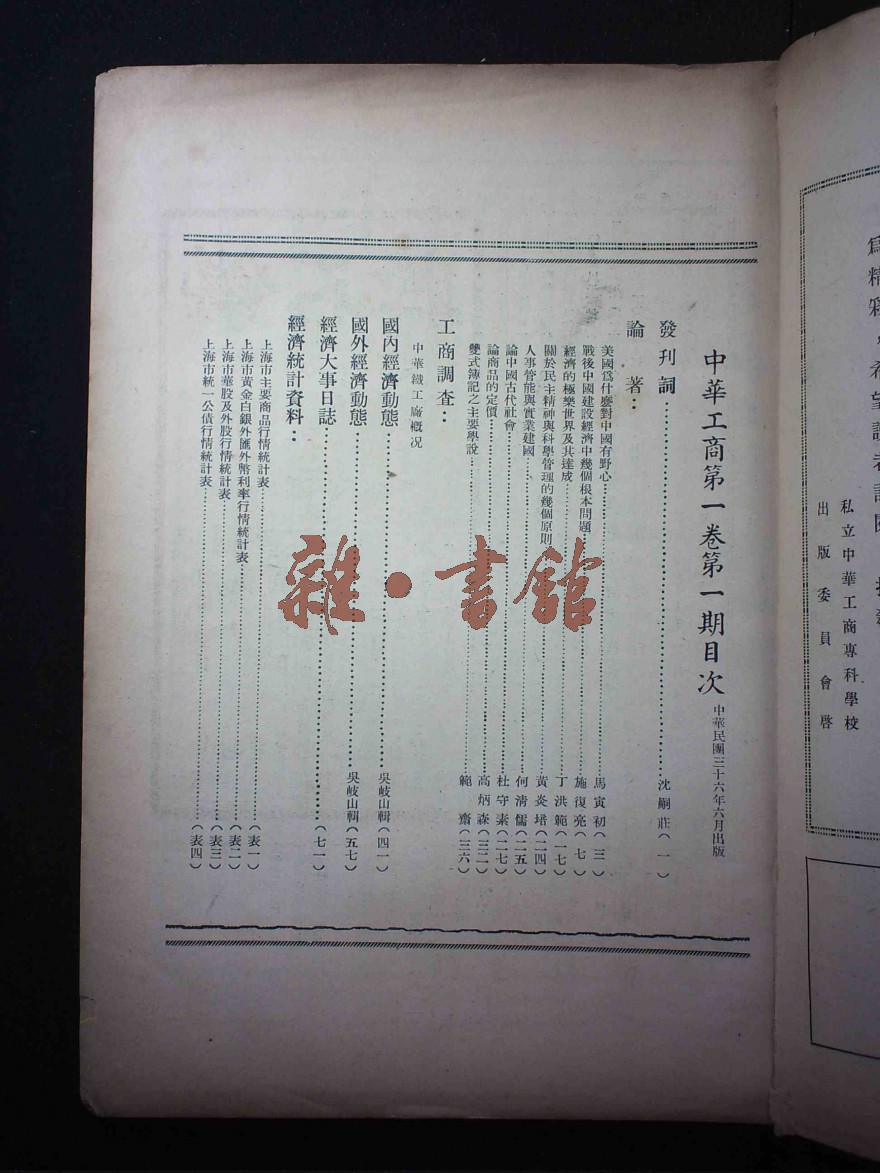 為精寀，希望讀者
私立中華工商專科學校
出版委員會啓
中華工商第一卷第一期目次 中華民國三十六年六月出版
發刊詞……沈嗣莊（一）
論著：
美國爲什麼對中國有野心……馬寅初（三）
戰後中國建設經濟中幾個根本問題……施復亮（七）
經濟的極樂世界及其達成……丁洪範（一七）
關於民主精神與科學管理的幾個原則……黃炎培（二四）
人事管能與實業建國……何清儒（二五）
論中國古代社會……杜守素（二七）
論商品的定價……高炳森（三二）
雙式簿記之主要學說……範齋（三六）
工商調查：
中華鐵工廠概况
國內經濟動態……吳岐山輯（四一）
國外經濟動態……吳岐山輯（五七）
經濟大事日誌……（七一）
經濟統計資料：
上海市主要商品行情統計表……（表一）
上海市黃金白銀外匯外幣利率行情統計表……（表二）
上海市華股及外股行情統計表……（表三）
上海市統一公債行情統計表……（表四）
雜·書館